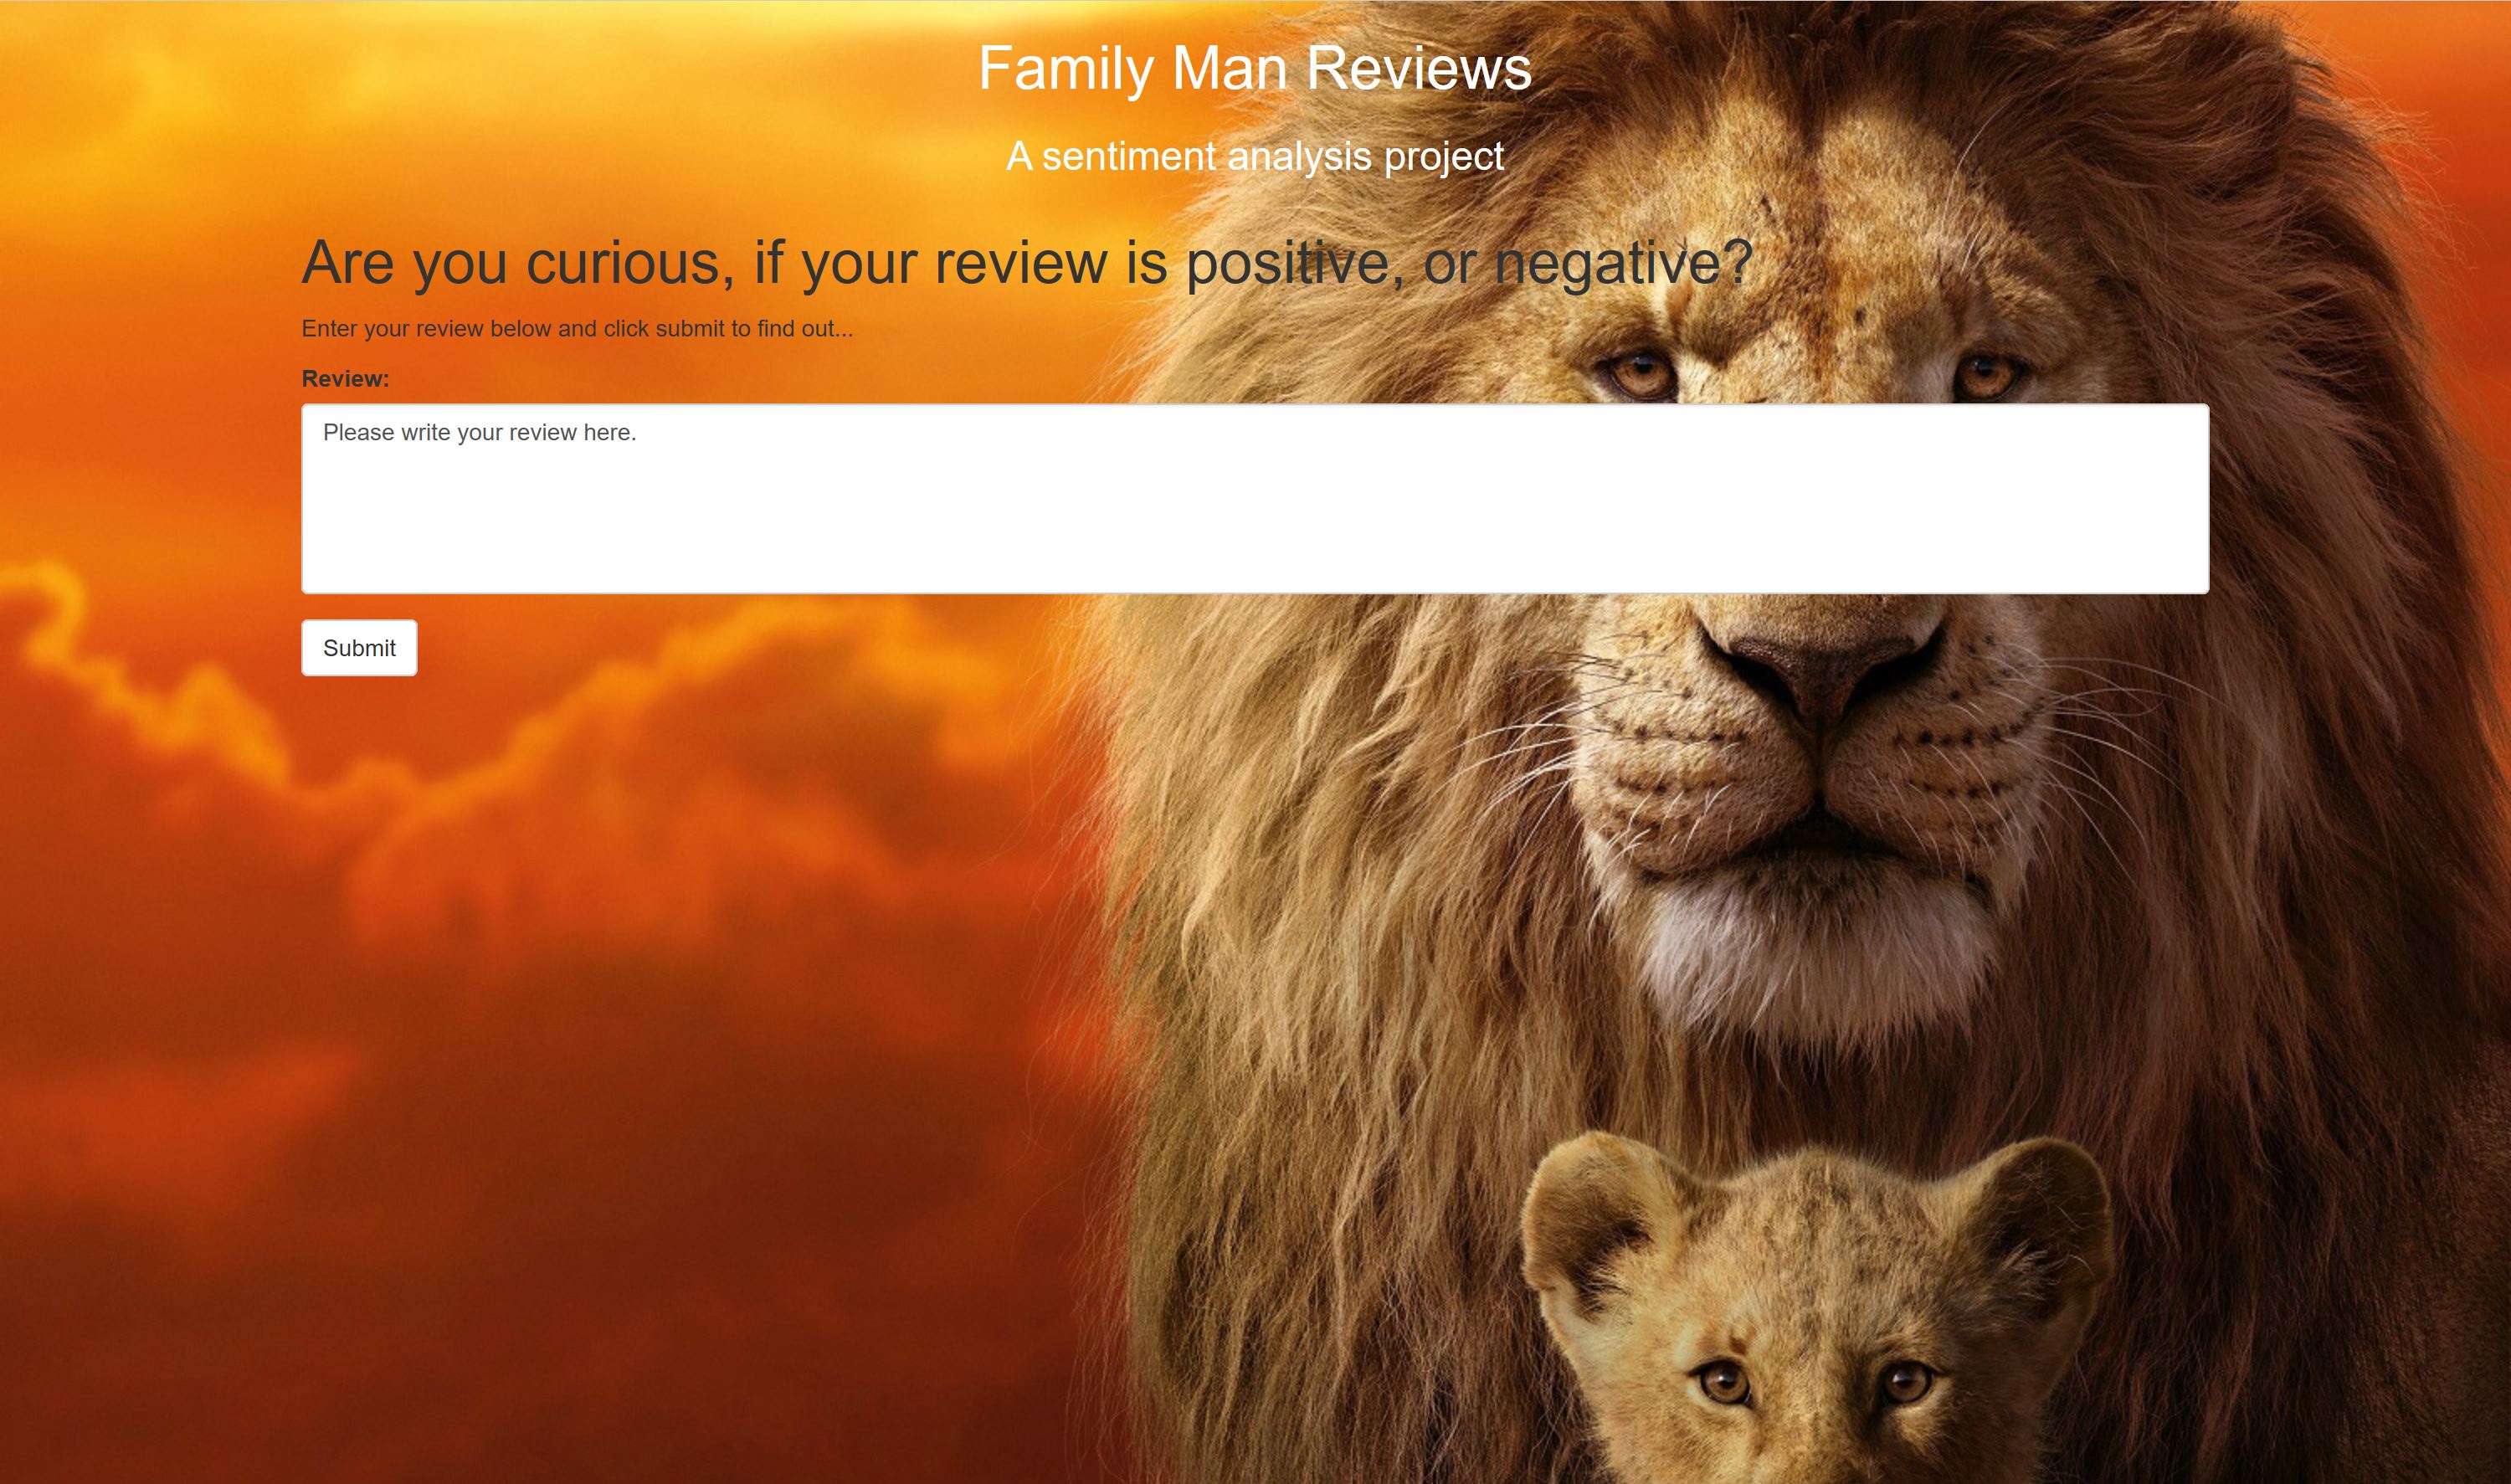 Family Man Reviews
A sentiment analysis project
Are you curious, if your review is positive, or negative?
Enter your review below and click submit to find out...
Review:
Please write your review here.
Submit